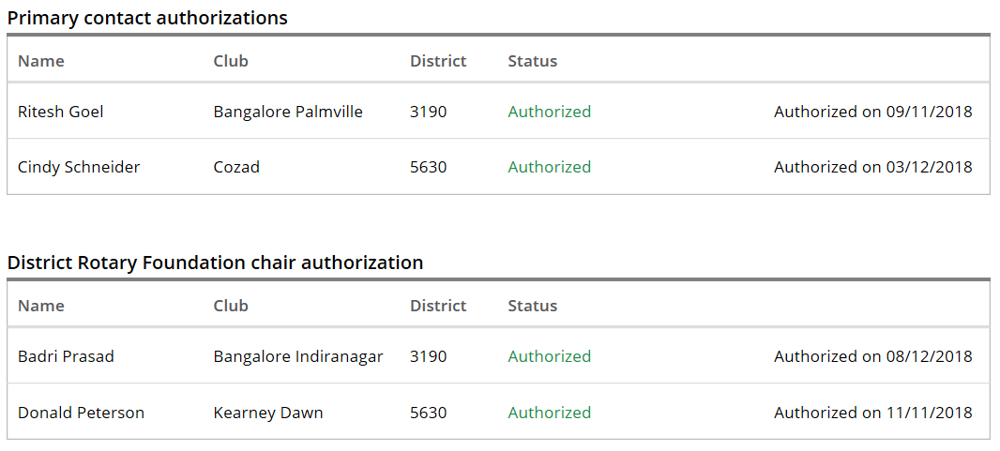 Primary contact authorizations
Name Club District Status
Ritesh Goel Bangalore Palmville 3190 Authorized Authorized on 09/11/2018
Cindy Schneider Cozad 5630 Authorized Authorized on 03/12/2018
District Rotary Foundation chair authorization
Name Club District Status
Badri Prasad Bangalore Indiranagar 3190 Authorized Authorized on 08/12/2018
Donald Peterson Kearney Dawn 5630 Authorized Authorized on 11/11/2018